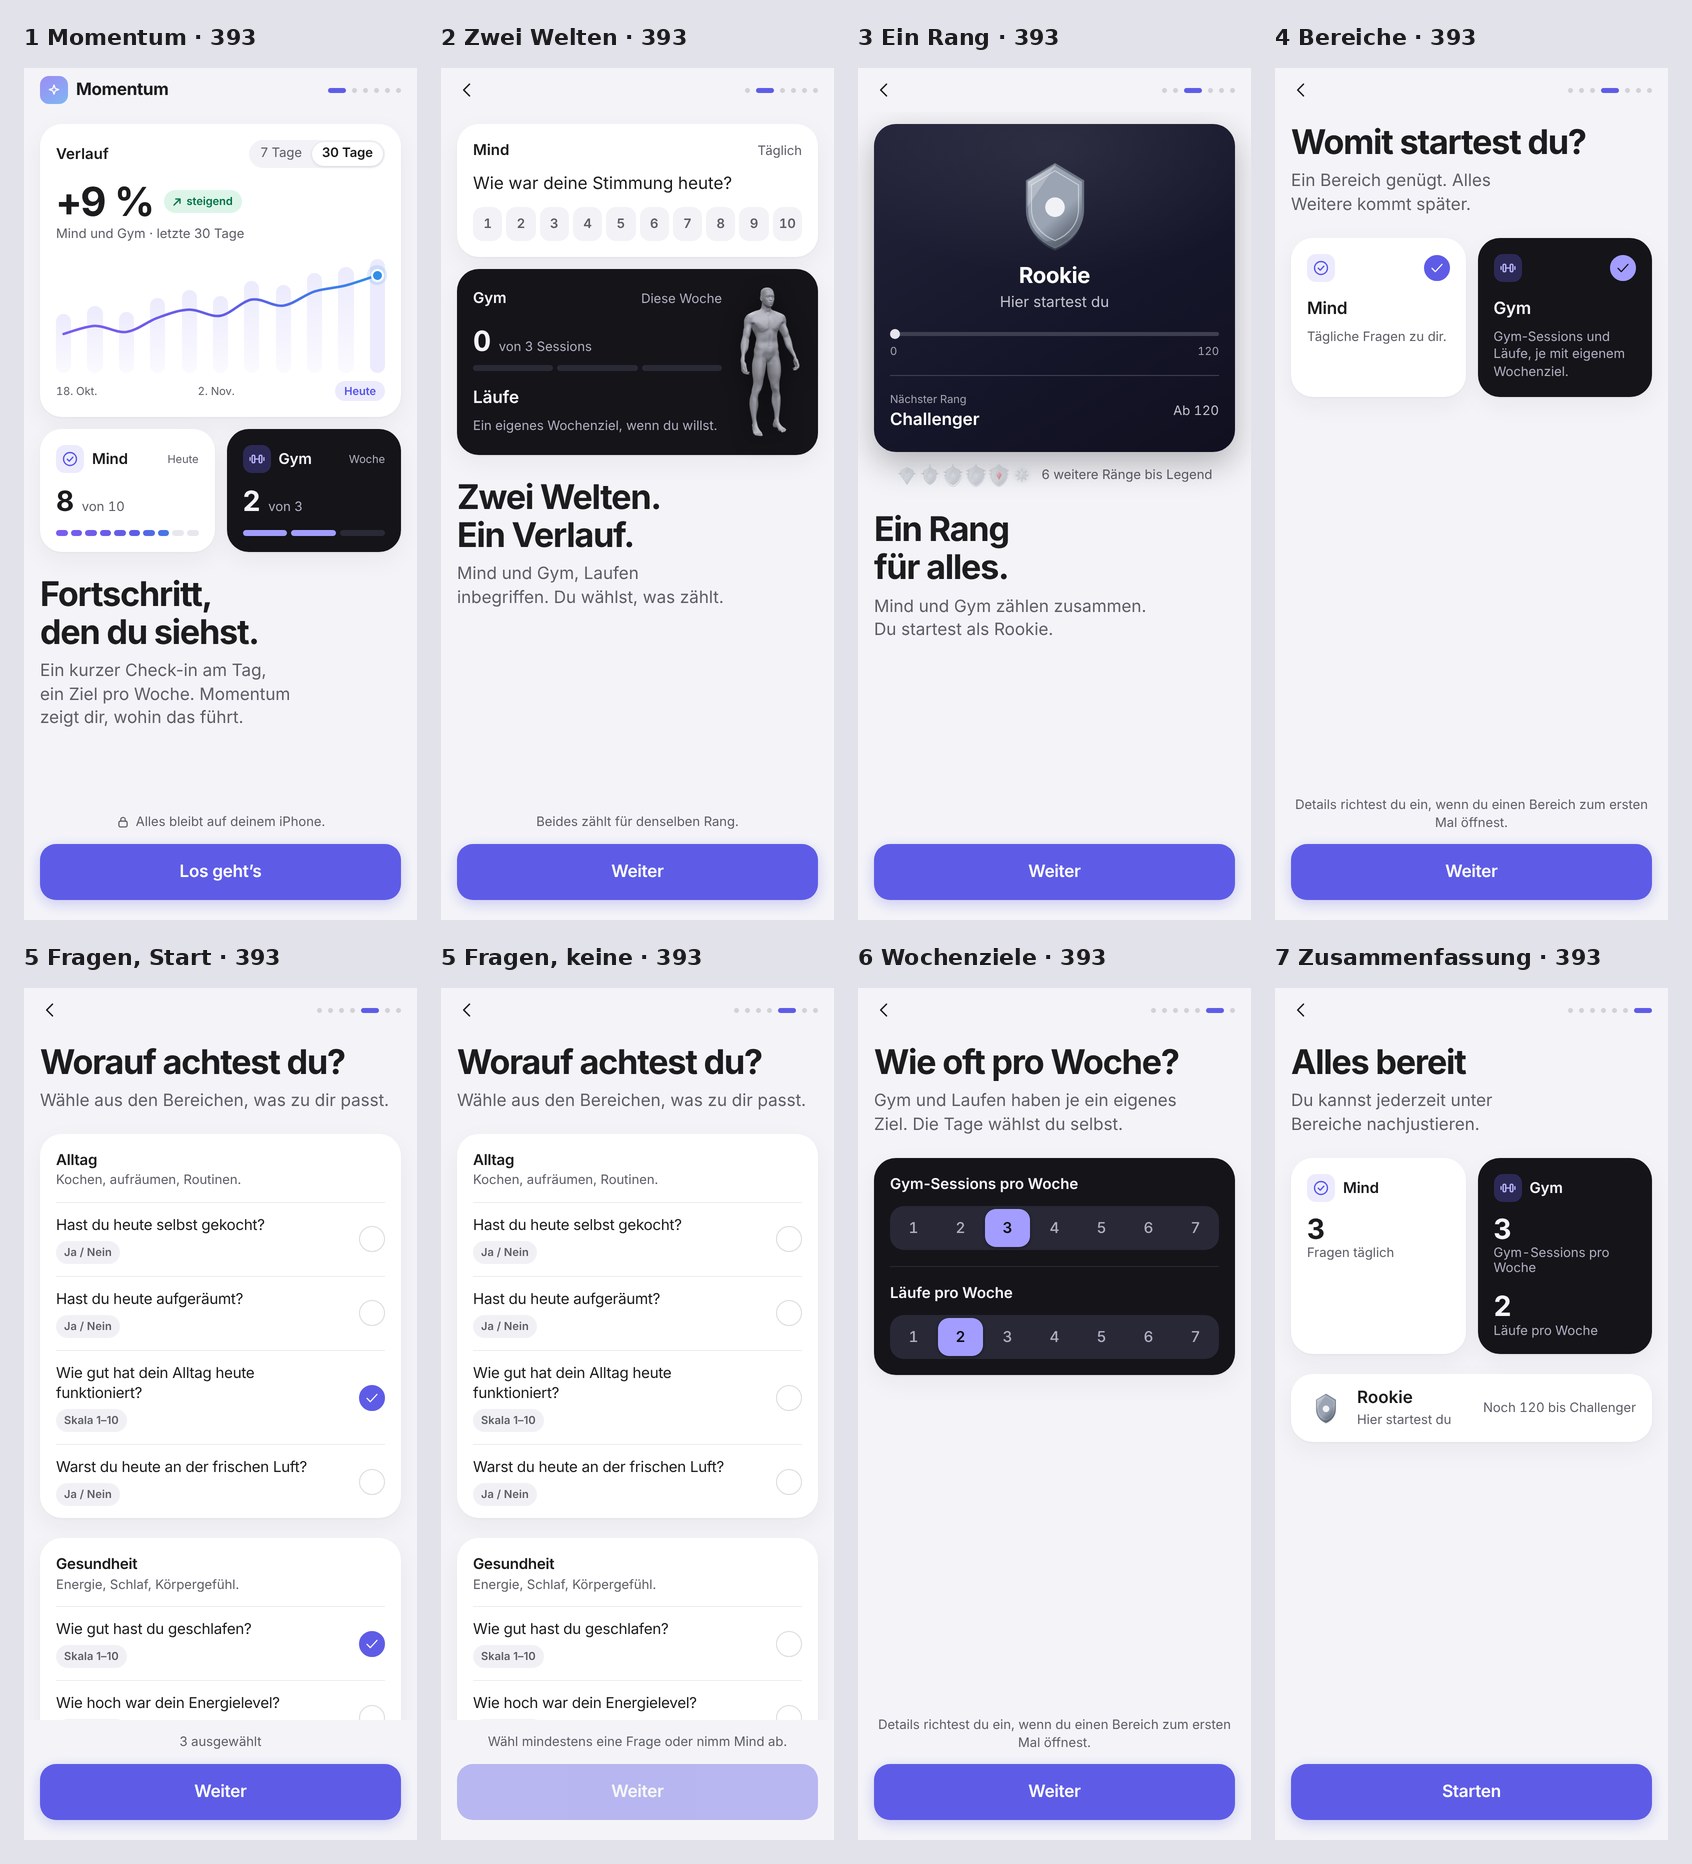 1 Momentum · 393
Momentum
Verlauf
7 Tage
30 Tage
+9 %
steigend
Mind und Gym · letzte 30 Tage
18. Okt.
2. Nov.
Heute
Mind
Heute
8 von 10
Gym
Woche
2 von 3
Fortschritt,
den du siehst.
Ein kurzer Check-in am Tag,
ein Ziel pro Woche. Momentum
zeigt dir, wohin das führt.
Alles bleibt auf deinem iPhone.
Los geht’s
2 Zwei Welten · 393
Mind
Täglich
Wie war deine Stimmung heute?
1 2 3 4 5 6 7 8 9 10
Gym
Diese Woche
0 von 3 Sessions
Läufe
Ein eigenes Wochenziel, wenn du willst.
Zwei Welten.
Ein Verlauf.
Mind und Gym, Laufen
inbegriffen. Du wählst, was zählt.
Beides zählt für denselben Rang.
Weiter
3 Ein Rang · 393
Rookie
Hier startest du
0
120
Nächster Rang
Challenger
Ab 120
6 weitere Ränge bis Legend
Ein Rang
für alles.
Mind und Gym zählen zusammen.
Du startest als Rookie.
Weiter
4 Bereiche · 393
Womit startest du?
Ein Bereich genügt. Alles
Weitere kommt später.
Mind
Tägliche Fragen zu dir.
Gym
Gym-Sessions und
Läufe, je mit eigenem
Wochenziel.
Details richtest du ein, wenn du einen Bereich zum ersten
Mal öffnest.
Weiter
5 Fragen, Start · 393
Worauf achtest du?
Wähle aus den Bereichen, was zu dir passt.
Alltag
Kochen, aufräumen, Routinen.
Hast du heute selbst gekocht?
Ja / Nein
Hast du heute aufgeräumt?
Ja / Nein
Wie gut hat dein Alltag heute
funktioniert?
Skala 1–10
Warst du heute an der frischen Luft?
Ja / Nein
Gesundheit
Energie, Schlaf, Körpergefühl.
Wie gut hast du geschlafen?
Skala 1–10
Wie hoch war dein Energielevel?
3 ausgewählt
Weiter
5 Fragen, keine · 393
Worauf achtest du?
Wähle aus den Bereichen, was zu dir passt.
Alltag
Kochen, aufräumen, Routinen.
Hast du heute selbst gekocht?
Ja / Nein
Hast du heute aufgeräumt?
Ja / Nein
Wie gut hat dein Alltag heute
funktioniert?
Skala 1–10
Warst du heute an der frischen Luft?
Ja / Nein
Gesundheit
Energie, Schlaf, Körpergefühl.
Wie gut hast du geschlafen?
Skala 1–10
Wie hoch war dein Energielevel?
Wähl mindestens eine Frage oder nimm Mind ab.
Weiter
6 Wochenziele · 393
Wie oft pro Woche?
Gym und Laufen haben je ein eigenes
Ziel. Die Tage wählst du selbst.
Gym-Sessions pro Woche
1 2 3 4 5 6 7
Läufe pro Woche
1 2 3 4 5 6 7
Details richtest du ein, wenn du einen Bereich zum ersten
Mal öffnest.
Weiter
7 Zusammenfassung · 393
Alles bereit
Du kannst jederzeit unter
Bereiche nachjustieren.
Mind
3
Fragen täglich
Gym
3
Gym-Sessions pro
Woche
2
Läufe pro Woche
Rookie
Hier startest du
Noch 120 bis Challenger
Starten